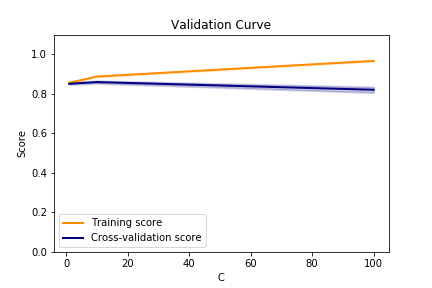 Validation Curve
1.0
0.8
0.6
0.4
0.2
0.0
Score
Training score
Cross-validation score
0 20 40 60 80 100
C